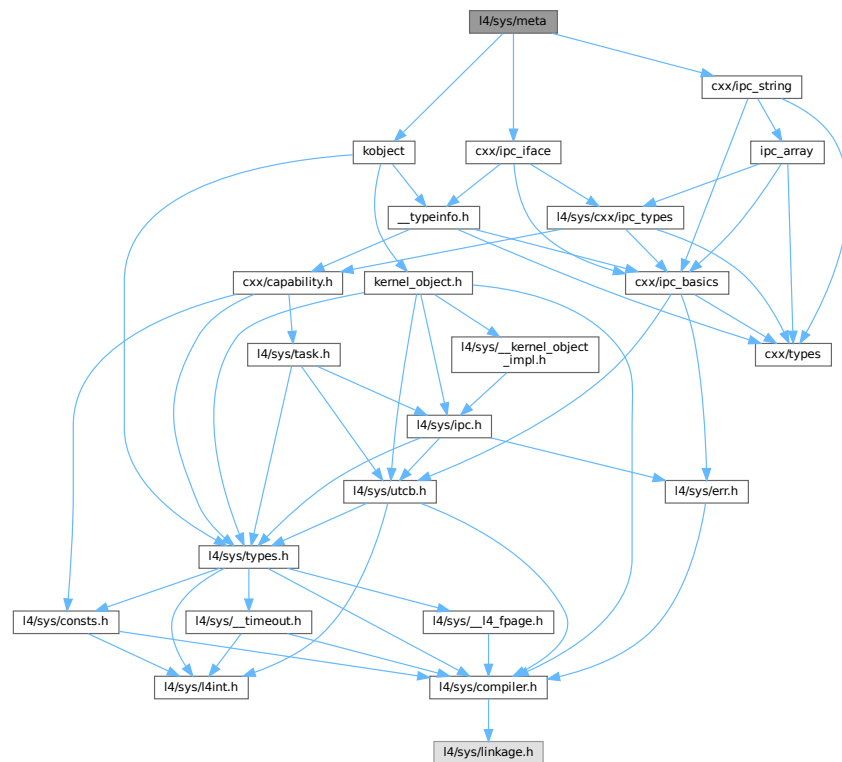 l4/sys/meta
cxx/ipc_string
kobject
cxx/ipc_iface
ipc_array
__typeinfo.h
l4/sys/cxx/ipc_types
cxx/capability.h
kernel_object.h
cxx/ipc_basics
l4/sys/task.h
l4/sys/__kernel_object
_impl.h
cxx/types
l4/sys/ipc.h
l4/sys/utcb.h
l4/sys/err.h
l4/sys/types.h
l4/sys/consts.h
l4/sys/__timeout.h
l4/sys/__l4_fpage.h
l4/sys/l4int.h
l4/sys/compiler.h
l4/sys/linkage.h